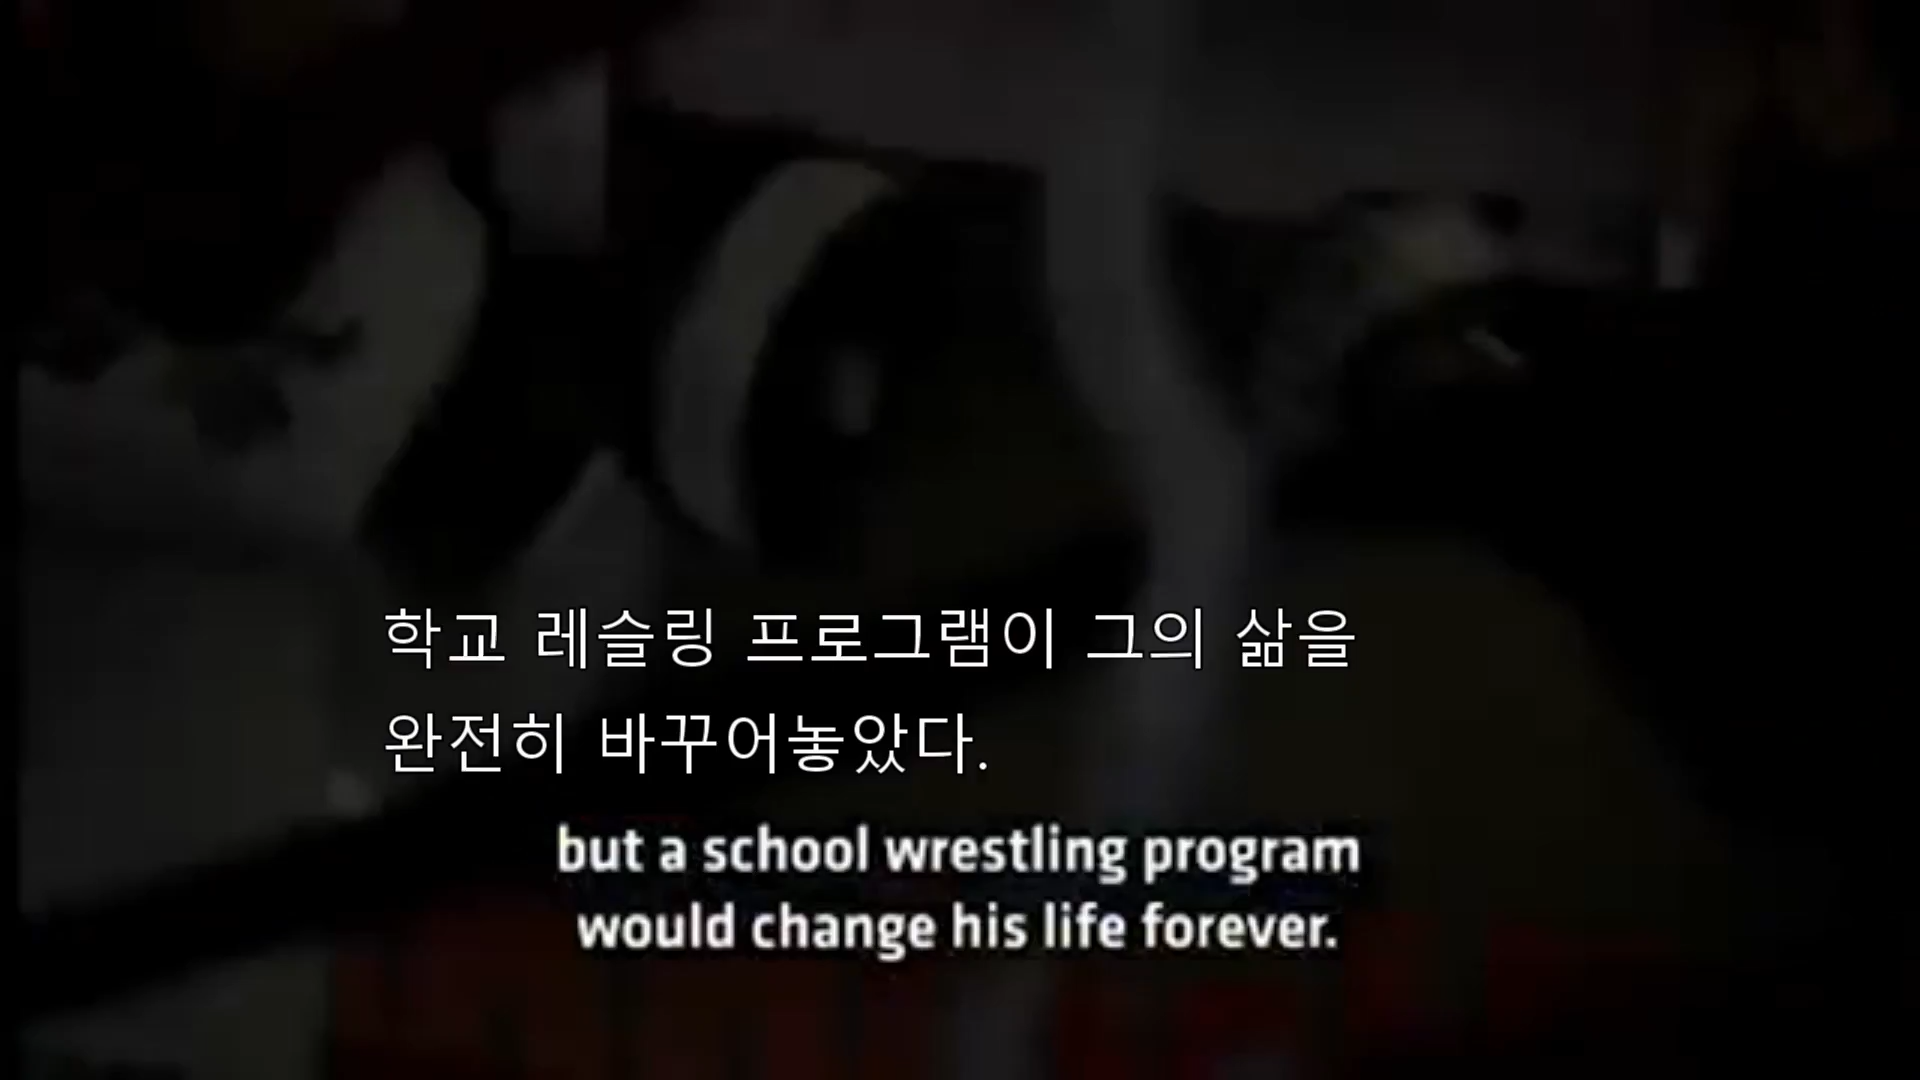 학교 레슬링 프로그램이 그의 삶을
완전히 바꾸어놓았다.
but a school wrestling program
would change his life forever.